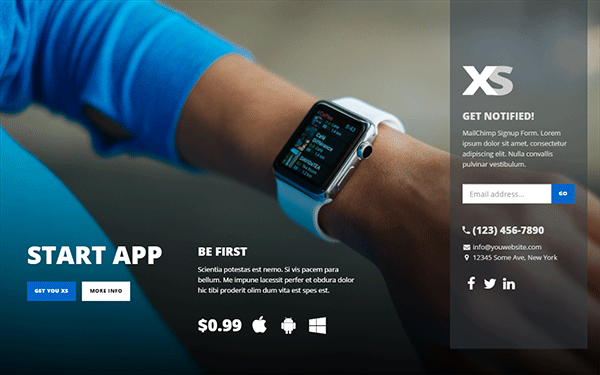 XS
GET NOTIFIED!
MailChimp Signup Form. Lorem
ipsum dolor sit amet, consectetur
adipiscing elit. Nulla convallis
pulvinar vestibulum.
Email address...
GO
(123) 456-7890
info@youwebsite.com
12345 Some Ave, New York
5:43
START APP
GET YOU XS
MORE INFO
BE FIRST
Scientia potestas est nemo. Si vis pacem para
bellum. Me impune lacessit perfer et obdura dolor
hic tibi proderit olim dum vita est spes est.
$0.99